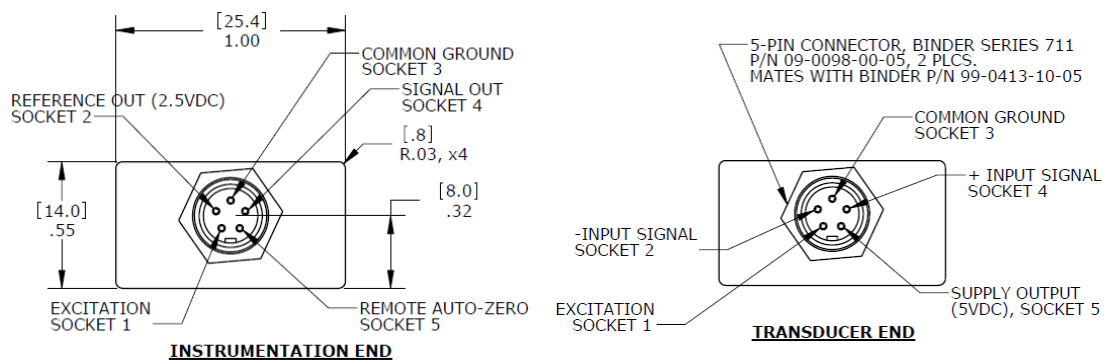 [25.4]
1.00
COMMON GROUND
SOCKET 3
REFERENCE OUT (2.5VDC)
SOCKET 2
SIGNAL OUT
SOCKET 4
[.8]
R.03, x4
[14.0]
.55
[8.0]
.32
EXCITATION
SOCKET 1
REMOTE AUTO-ZERO
SOCKET 5
INSTRUMENTATION END
5-PIN CONNECTOR, BINDER SERIES 711
P/N 09-0098-00-05, 2 PLCS.
MATES WITH BINDER P/N 99-0413-10-05
COMMON GROUND
SOCKET 3
+ INPUT SIGNAL
SOCKET 4
-INPUT SIGNAL
SOCKET 2
EXCITATION
SOCKET 1
SUPPLY OUTPUT
(5VDC), SOCKET 5
TRANSDUCER END